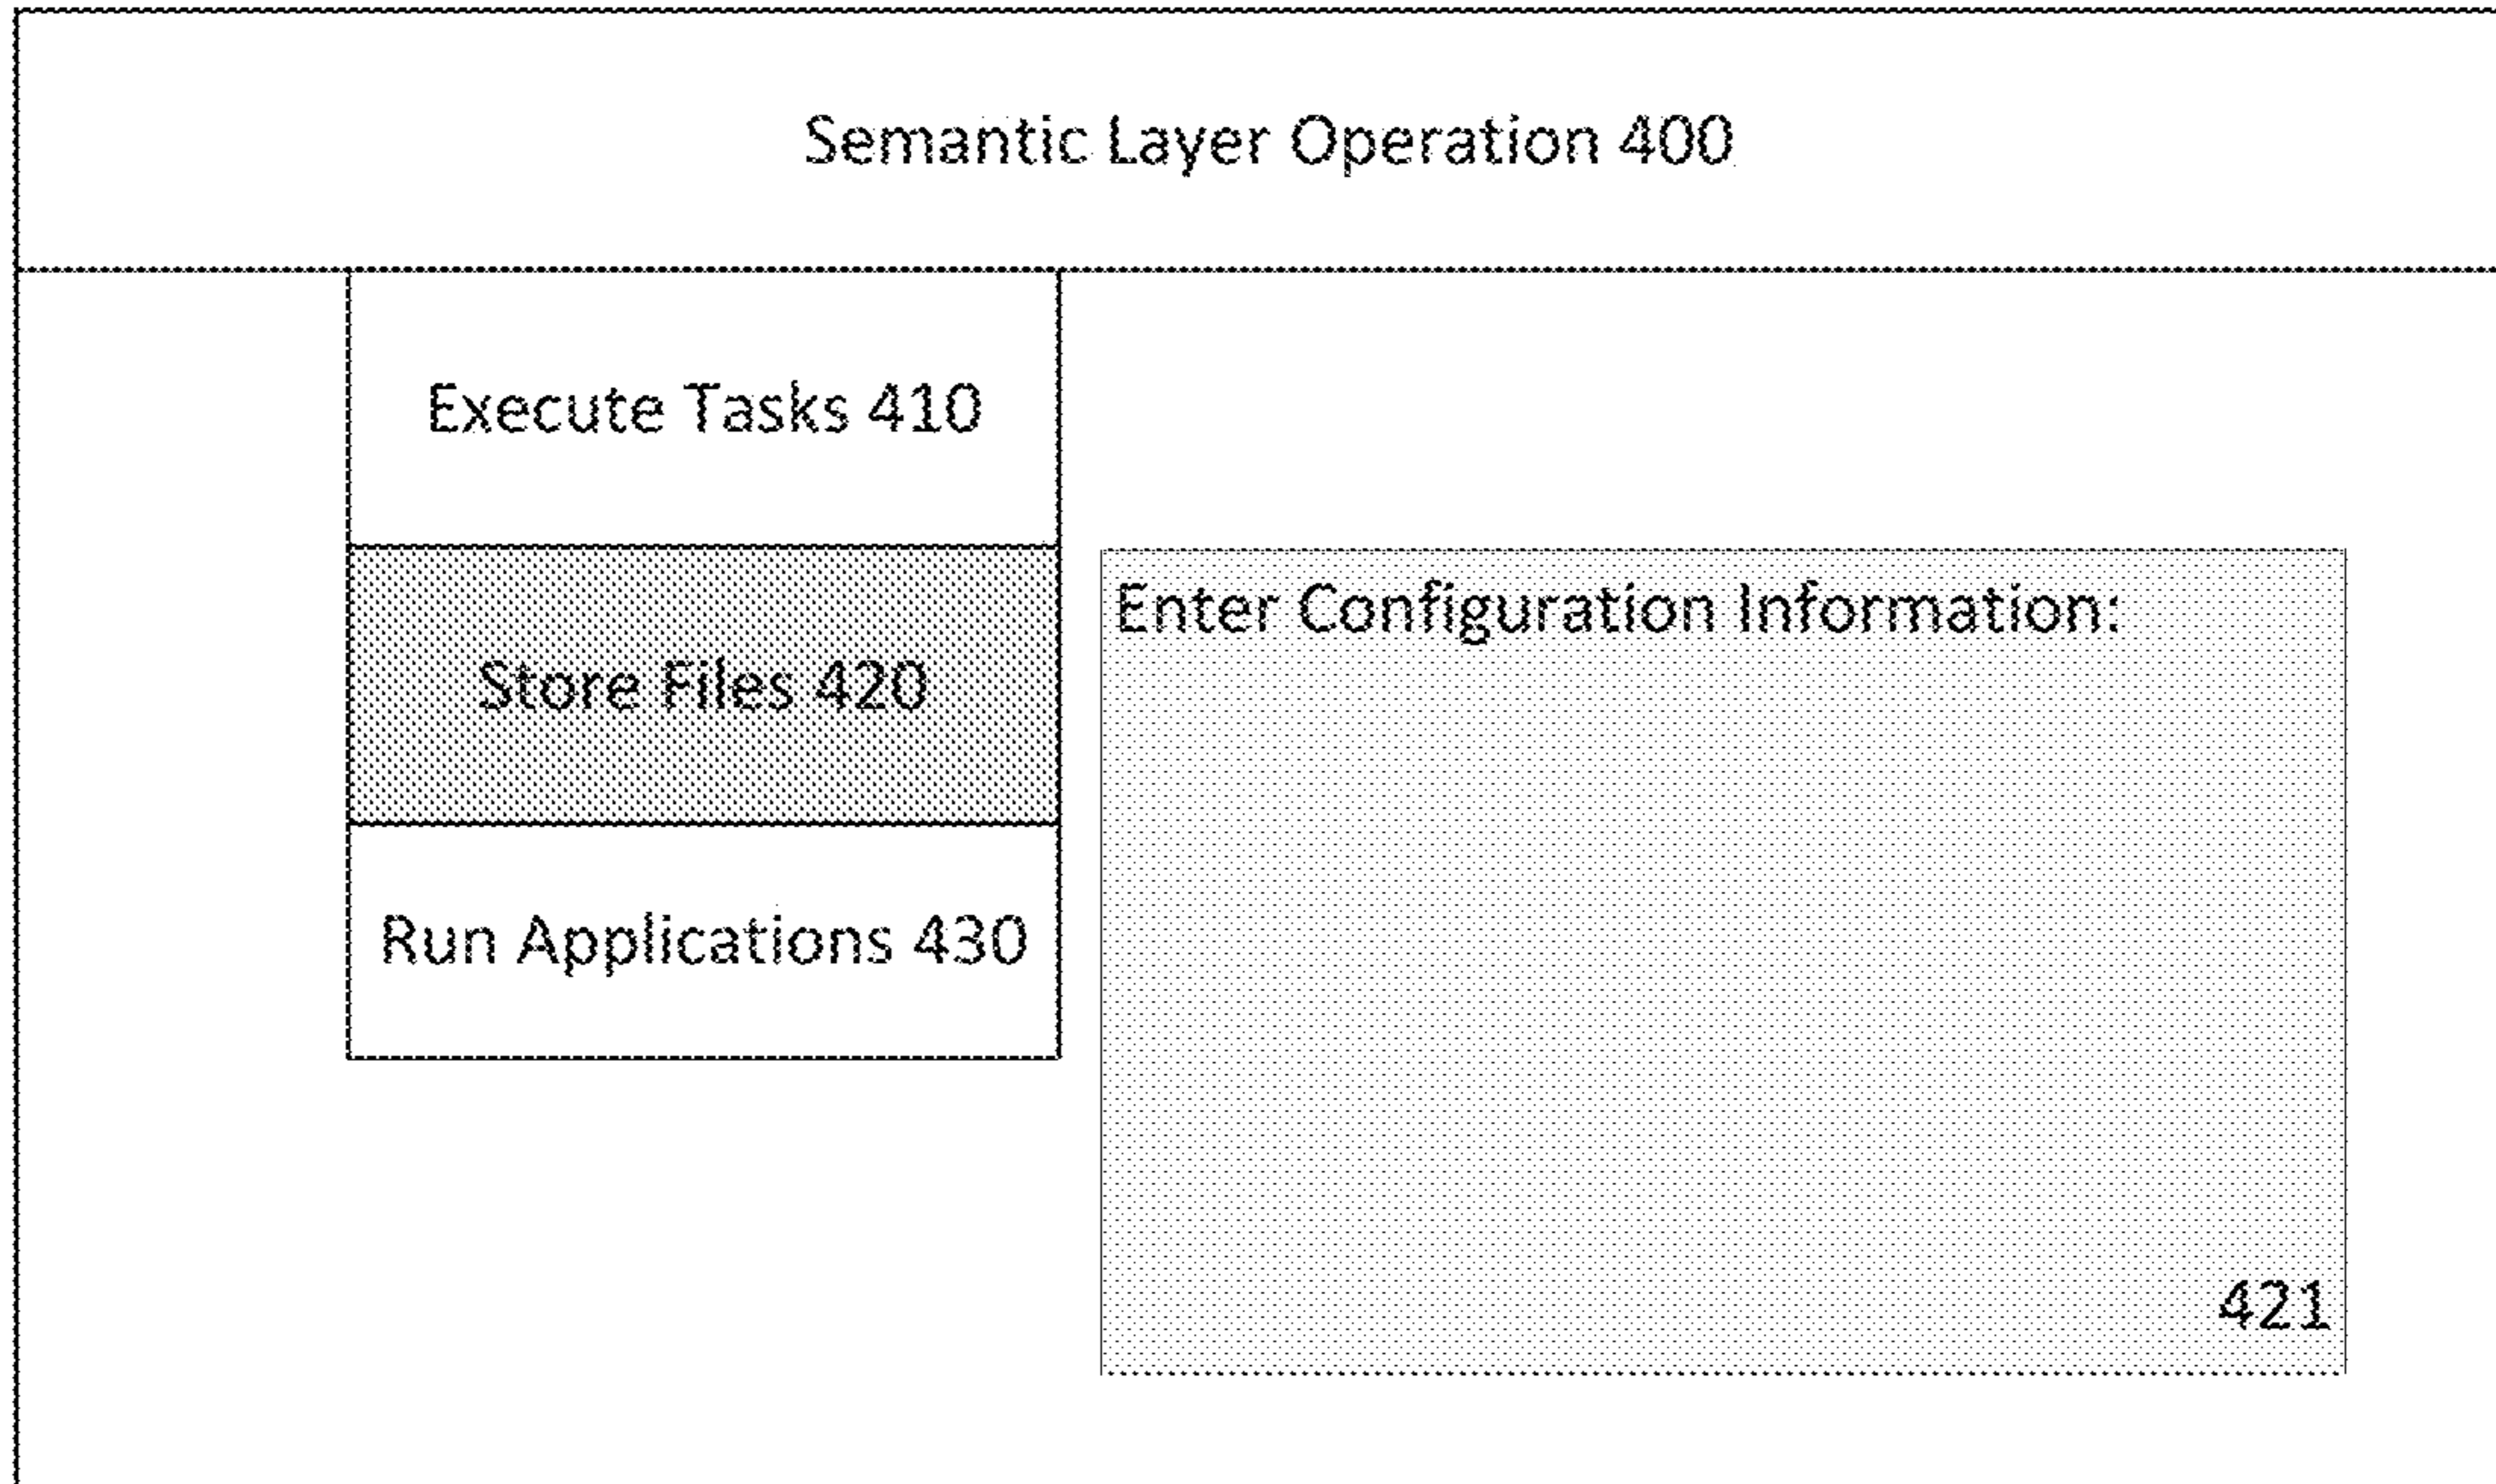 Semantic Layer Operation 400
Execute Tasks 410
Store Files 420
Run Applications 430
Enter Configuration Information:
421